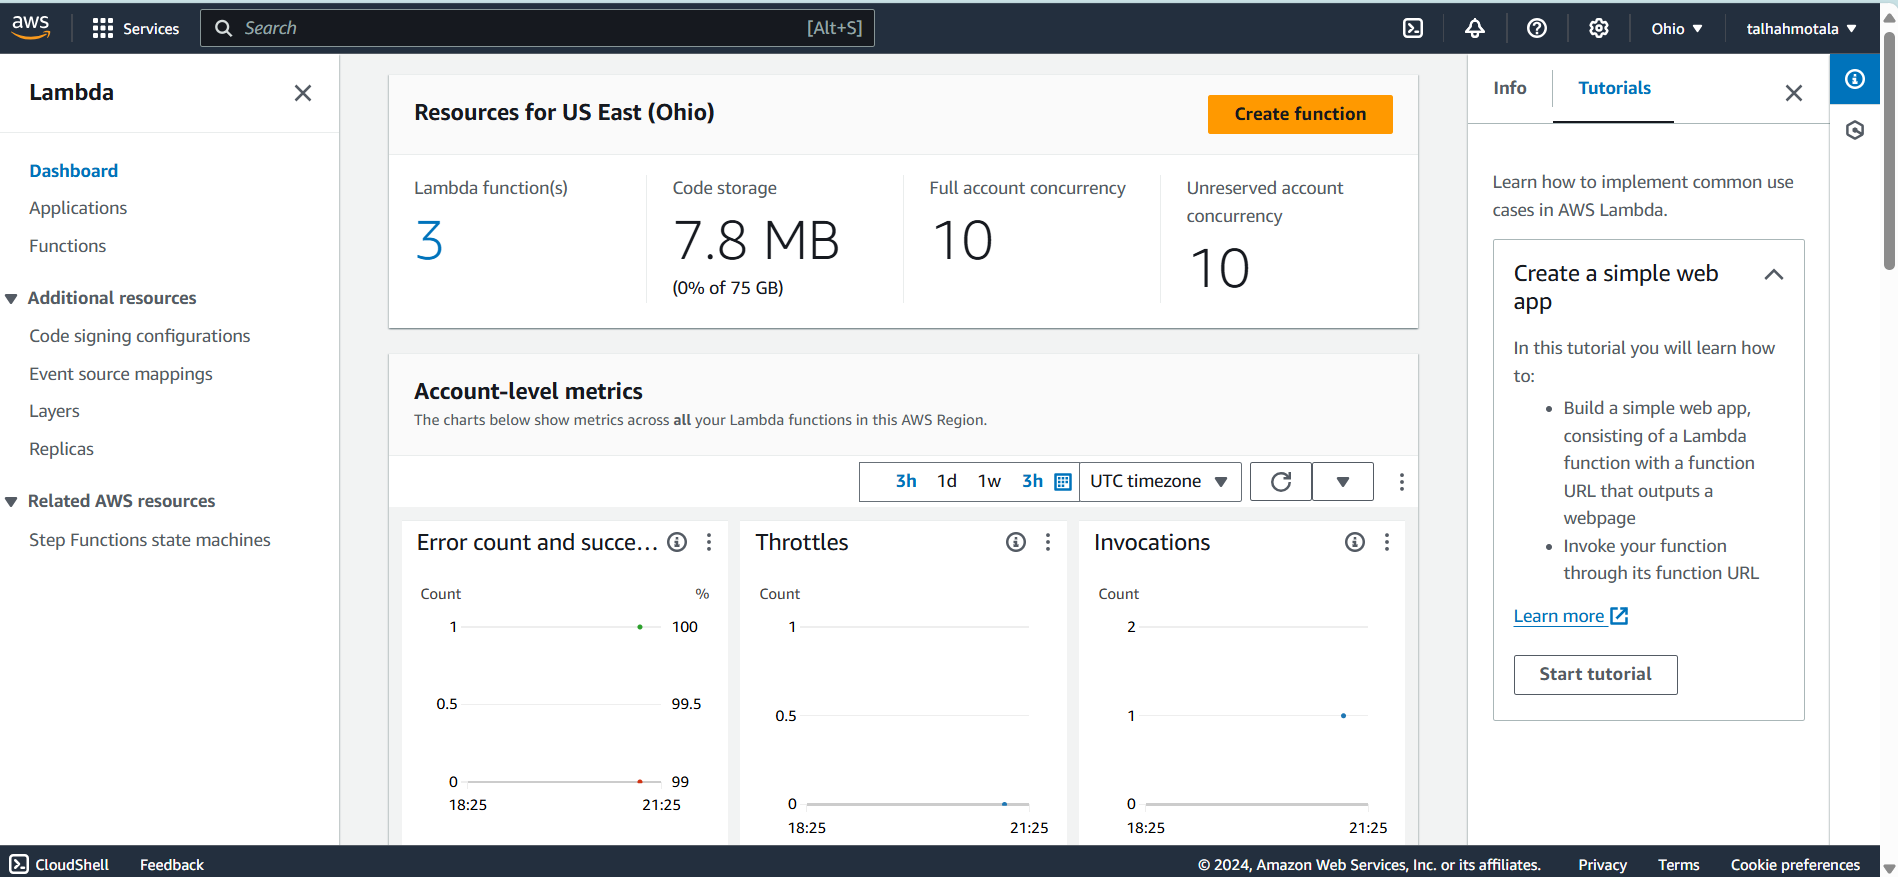 aws
Services
Search
[Alt+S]
Ohio
talhahmotala
Lambda
Dashboard
Applications
Functions
Additional resources
Code signing configurations
Event source mappings
Layers
Replicas
Related AWS resources
Step Functions state machines
Resources for US East (Ohio)
Create function
Lambda function(s)
3
Code storage
7.8 MB
(0% of 75 GB)
Full account concurrency
10
Unreserved account
concurrency
10
Account-level metrics
The charts below show metrics across all your Lambda functions in this AWS Region.
3h 1d 1w 3h UTC timezone
Error count and succe...
Count %
1 100
0.5 99.5
0 99
18:25 21:25
Throttles
Count
1
0.5
0
18:25 21:25
Invocations
Count
2
1
0
18:25 21:25
Info
Tutorials
Learn how to implement common use
cases in AWS Lambda.
Create a simple web
app
In this tutorial you will learn how
to:
• Build a simple web app,
consisting of a Lambda
function with a function
URL that outputs a
webpage
• Invoke your function
through its function URL
Learn more
Start tutorial
CloudShell
Feedback
© 2024, Amazon Web Services, Inc. or its affiliates.
Privacy
Terms
Cookie preferences